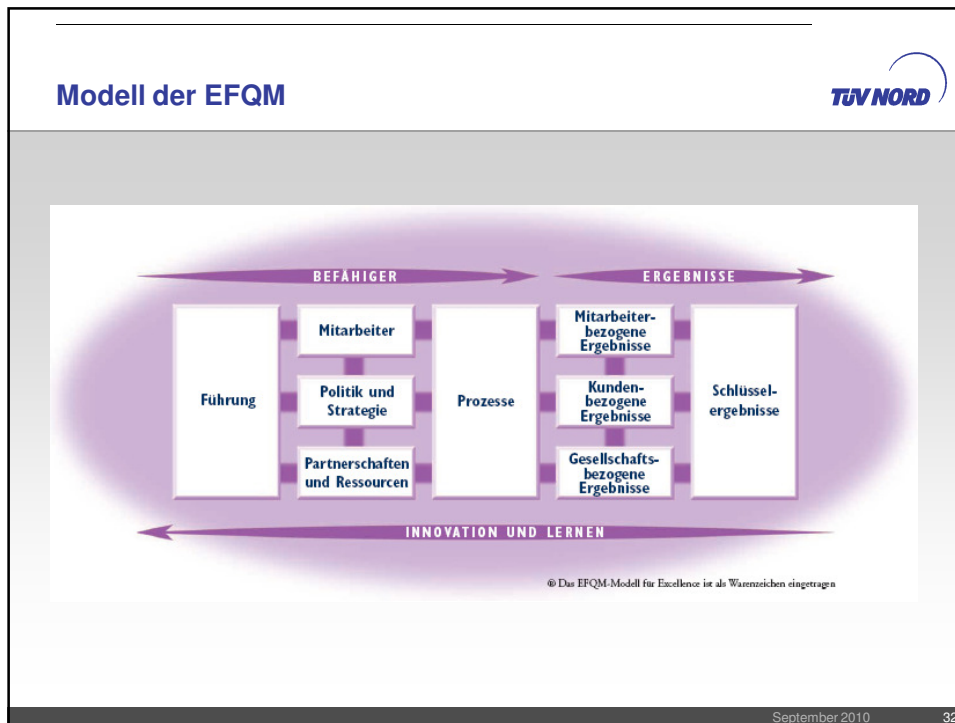 Modell der EFQM
TÜV NORD
BEFÄHIGER
ERGEBNISSE
Führung
Mitarbeiter
Politik und
Strategie
Partnerschaften
und Ressourcen
Prozesse
Mitarbeiter-
bezogene
Ergebnisse
Kunden-
bezogene
Ergebnisse
Gesellschafts-
bezogene
Ergebnisse
Schlüssel-
ergebnisse
INNOVATION UND LERNEN
® Das EFQM-Modell für Excellence ist als Warenzeichen eingetragen
September 2010
32